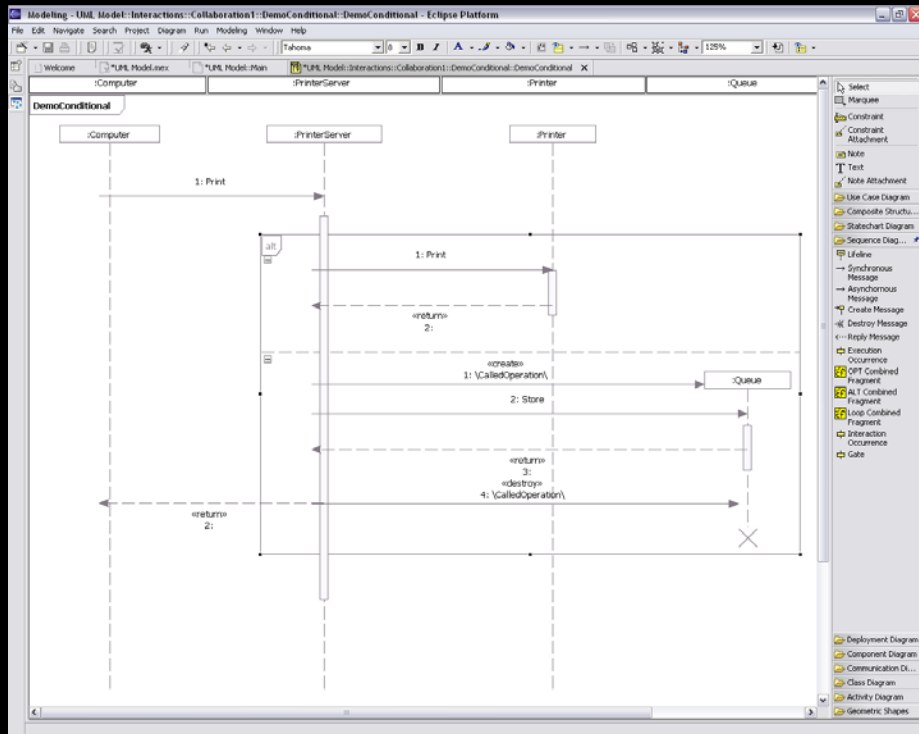 Modeling - UML Model::Interactions::Collaboration1::DemoConditional::DemoConditional - Eclipse Platform
File Edit Navigate Search Project Diagram Run Modeling Window Help
Tahoma 8 B I A 125%
Welcome *UML Model.mex *UML Model::Main *UML Model::Interactions::Collaboration1::DemoConditional::DemoConditional
:Computer :PrinterServer :Printer :Queue
DemoConditional
:Computer :PrinterServer :Printer
1: Print
alt
1: Print
«return»
2:
«create»
1: \CalledOperation\
:Queue
2: Store
«return»
3:
«destroy»
4: \CalledOperation\
«return»
2:
Select
Marquee
Constraint
Constraint
Attachment
Note
Text
Note Attachment
Use Case Diagram
Composite Structu...
Statechart Diagram
Sequence Diag...
Lifeline
Synchronous
Message
Asynchornous
Message
Create Message
Destroy Message
Reply Message
Execution
Occurrence
OPT Combined
Fragment
ALT Combined
Fragment
Loop Combined
Fragment
Interaction
Occurrence
Gate
Deployment Diagram
Component Diagram
Communication Di...
Class Diagram
Activity Diagram
Geometric Shapes